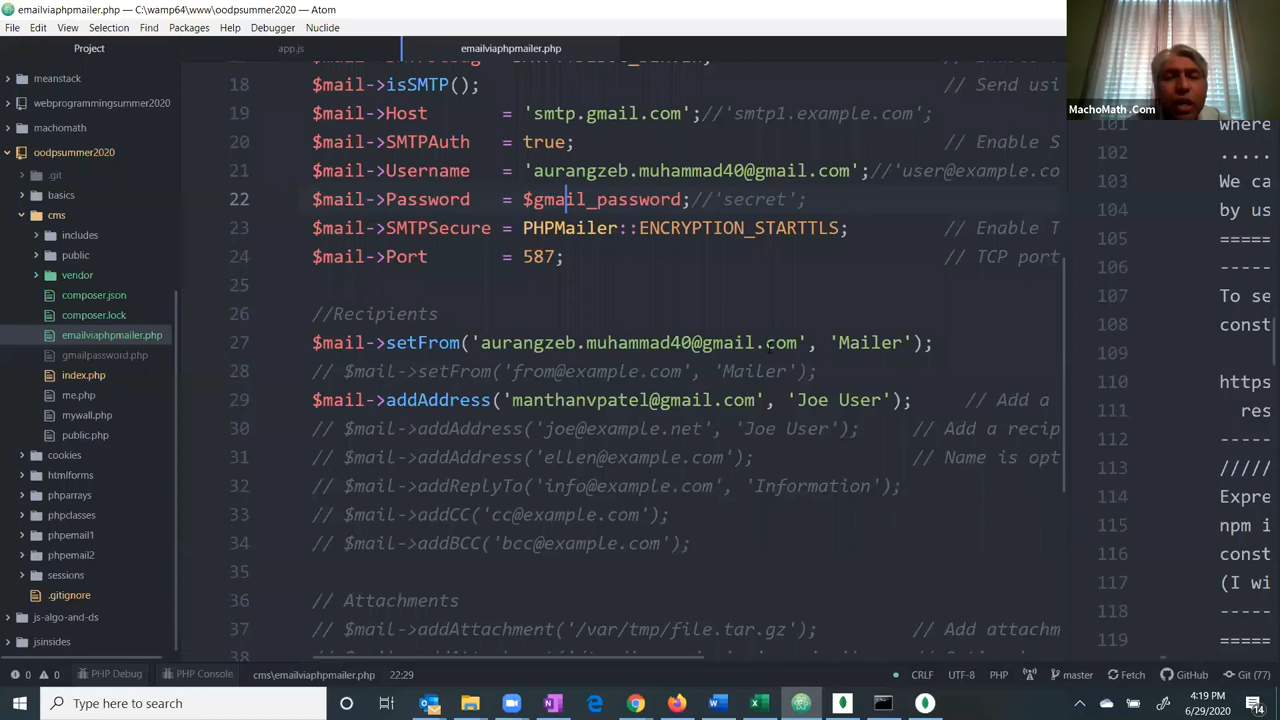 emailviaphpmailer.php — C:\wamp64\www\oodpsummer2020 — Atom
File Edit View Selection Find Packages Help Debugger Nuclide
Project
app.js
emailviaphpmailer.php
meanstack
webprogrammingsummer2020
machomath
oodpsummer2020
.git
basics
cms
includes
public
vendor
composer.json
composer.lock
emailviaphpmailer.php
gmailpassword.php
index.php
me.php
mywall.php
public.php
cookies
htmlforms
phparrays
phpclasses
phpemail1
phpemail2
sessions
.gitignore
js-algo-and-ds
jsinsides
18 $mail->isSMTP(); // Send usi
19 $mail->Host = 'smtp.gmail.com';//'smtp1.example.com';
20 $mail->SMTPAuth = true; // Enable S
21 $mail->Username = 'aurangzeb.muhammad40@gmail.com';//'user@example.co
22 $mail->Password = $gmail_password;//'secret';
23 $mail->SMTPSecure = PHPMailer::ENCRYPTION_STARTTLS; // Enable T
24 $mail->Port = 587; // TCP port
25
26 //Recipients
27 $mail->setFrom('aurangzeb.muhammad40@gmail.com', 'Mailer');
28 // $mail->setFrom('from@example.com', 'Mailer');
29 $mail->addAddress('manthanvpatel@gmail.com', 'Joe User'); // Add a
30 // $mail->addAddress('joe@example.net', 'Joe User'); // Add a recip
31 // $mail->addAddress('ellen@example.com'); // Name is opt
32 // $mail->addReplyTo('info@example.com', 'Information');
33 // $mail->addCC('cc@example.com');
34 // $mail->addBCC('bcc@example.com');
35
36 // Attachments
37 // $mail->addAttachment('/var/tmp/file.tar.gz'); // Add attachm
38
MachoMath .Com
101 where
102 .....
103 We ca
104 by us
105 =====
106 -----
107 To se
108 const
109
110 https
111 res
112 -----
113 /////
114 Expre
115 npm i
116 const
117 (I wi
118 -----
119 =====
0 0 PHP Debug PHP Console cms\emailviaphpmailer.php 22:29 CRLF UTF-8 PHP master Fetch GitHub Git (77)
Type here to search
4:19 PM
6/29/2020
14